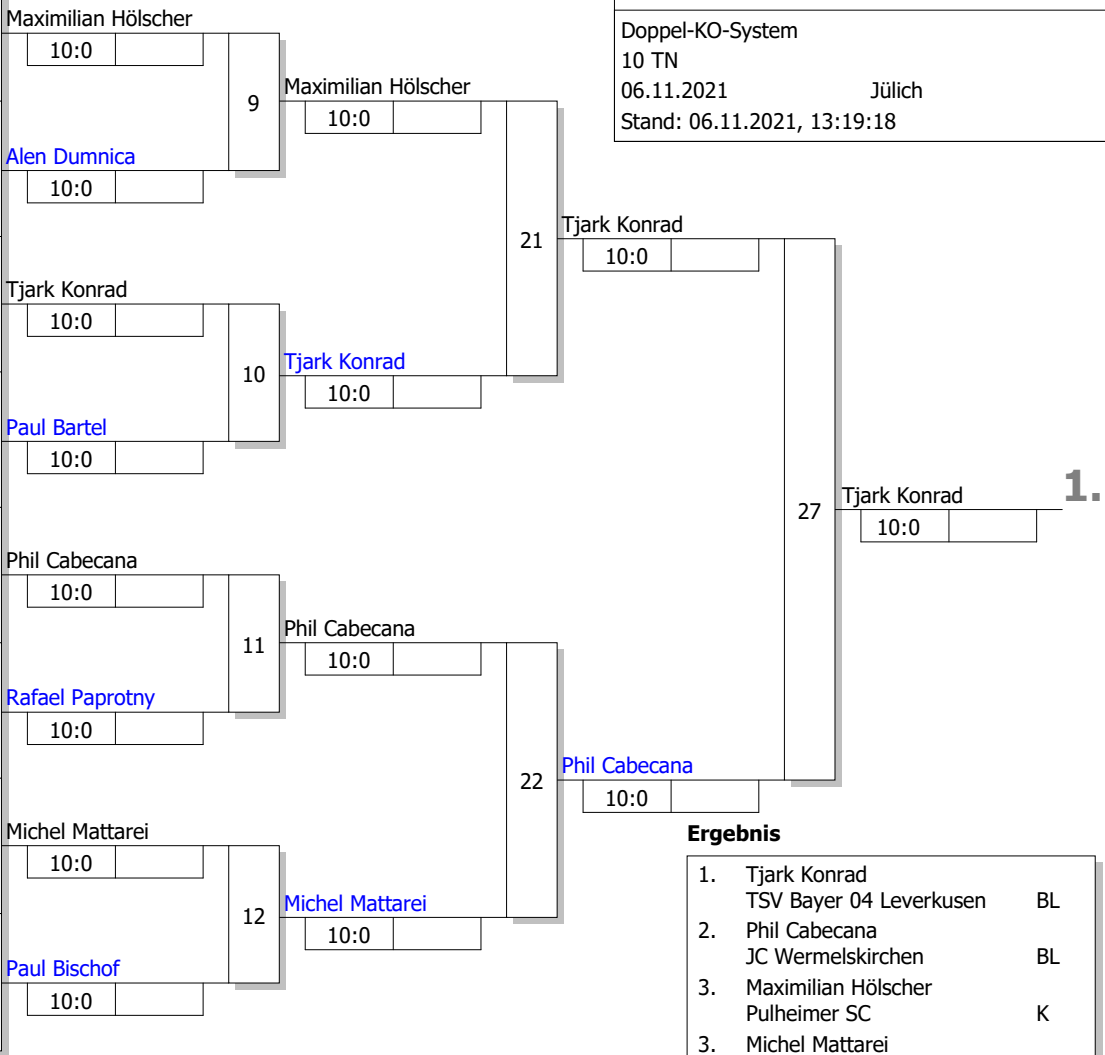 Doppel-KO-System
10 TN
06.11.2021 Jülich
Stand: 06.11.2021, 13:19:18
Maximilian Hölscher
10:0
9
Alen Dumnica
10:0
Maximilian Hölscher
10:0
21
Tjark Konrad
10:0
10
Paul Bartel
10:0
Tjark Konrad
10:0
Tjark Konrad
10:0
27
Tjark Konrad
10:0
1.
Phil Cabecana
10:0
11
Rafael Paprotny
10:0
Phil Cabecana
10:0
22
Michel Mattarei
10:0
12
Paul Bischof
10:0
Michel Mattarei
10:0
Phil Cabecana
10:0
Ergebnis
1. Tjark Konrad
TSV Bayer 04 Leverkusen BL
2. Phil Cabecana
JC Wermelskirchen BL
3. Maximilian Hölscher
Pulheimer SC K
3. Michel Mattarei